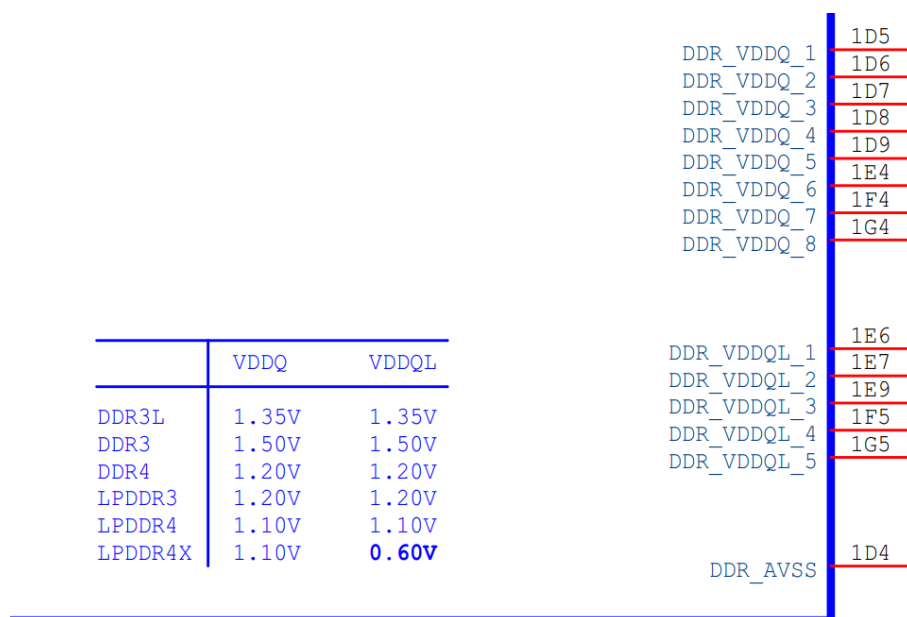 DDR_VDDQ_1 1D5
DDR_VDDQ_2 1D6
DDR_VDDQ_3 1D7
DDR_VDDQ_4 1D8
DDR_VDDQ_5 1D9
DDR_VDDQ_6 1E4
DDR_VDDQ_7 1F4
DDR_VDDQ_8 1G4
DDR_VDDQL_1 1E6
DDR_VDDQL_2 1E7
DDR_VDDQL_3 1E9
DDR_VDDQL_4 1F5
DDR_VDDQL_5 1G5
DDR_AVSS 1D4
VDDQ VDDQL
DDR3L 1.35V 1.35V
DDR3 1.50V 1.50V
DDR4 1.20V 1.20V
LPDDR3 1.20V 1.20V
LPDDR4 1.10V 1.10V
LPDDR4X 1.10V 0.60V